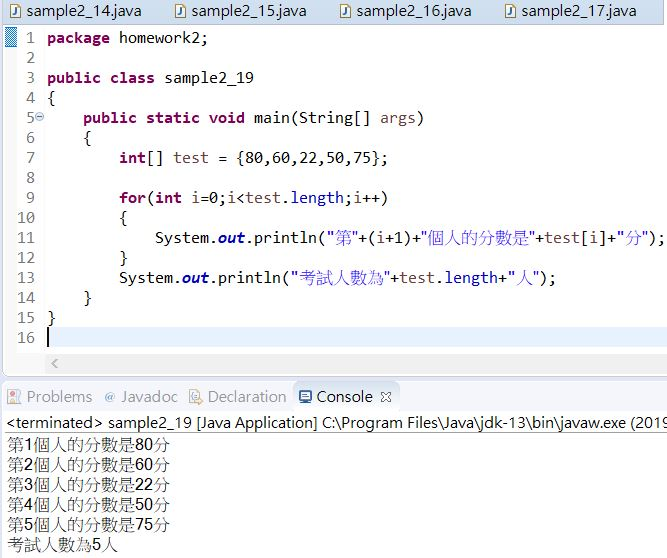 sample2_14.java sample2_15.java sample2_16.java sample2_17.java
1 package homework2;
2
3 public class sample2_19
4 {
5 public static void main(String[] args)
6 {
7 int[] test = {80,60,22,50,75};
8
9 for(int i=0;i<test.length;i++)
10 {
11 System.out.println("第"+(i+1)+"個人的分數是"+test[i]+"分");
12 }
13 System.out.println("考試人數為"+test.length+"人");
14 }
15 }
16
Problems @ Javadoc Declaration Console
<terminated> sample2_19 [Java Application] C:\Program Files\Java\jdk-13\bin\javaw.exe (2019
第1個人的分數是80分
第2個人的分數是60分
第3個人的分數是22分
第4個人的分數是50分
第5個人的分數是75分
考試人數為5人